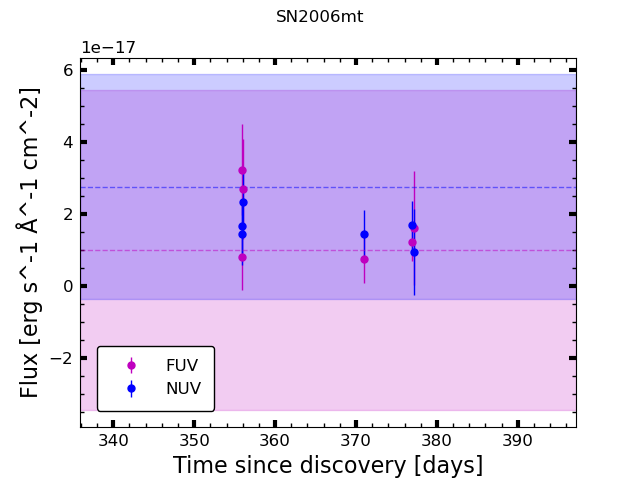 SN2006mt
1e−17
6
4
2
0
−2
Flux [erg s^-1 Å^-1 cm^-2]
FUV
NUV
340 350 360 370 380 390
Time since discovery [days]